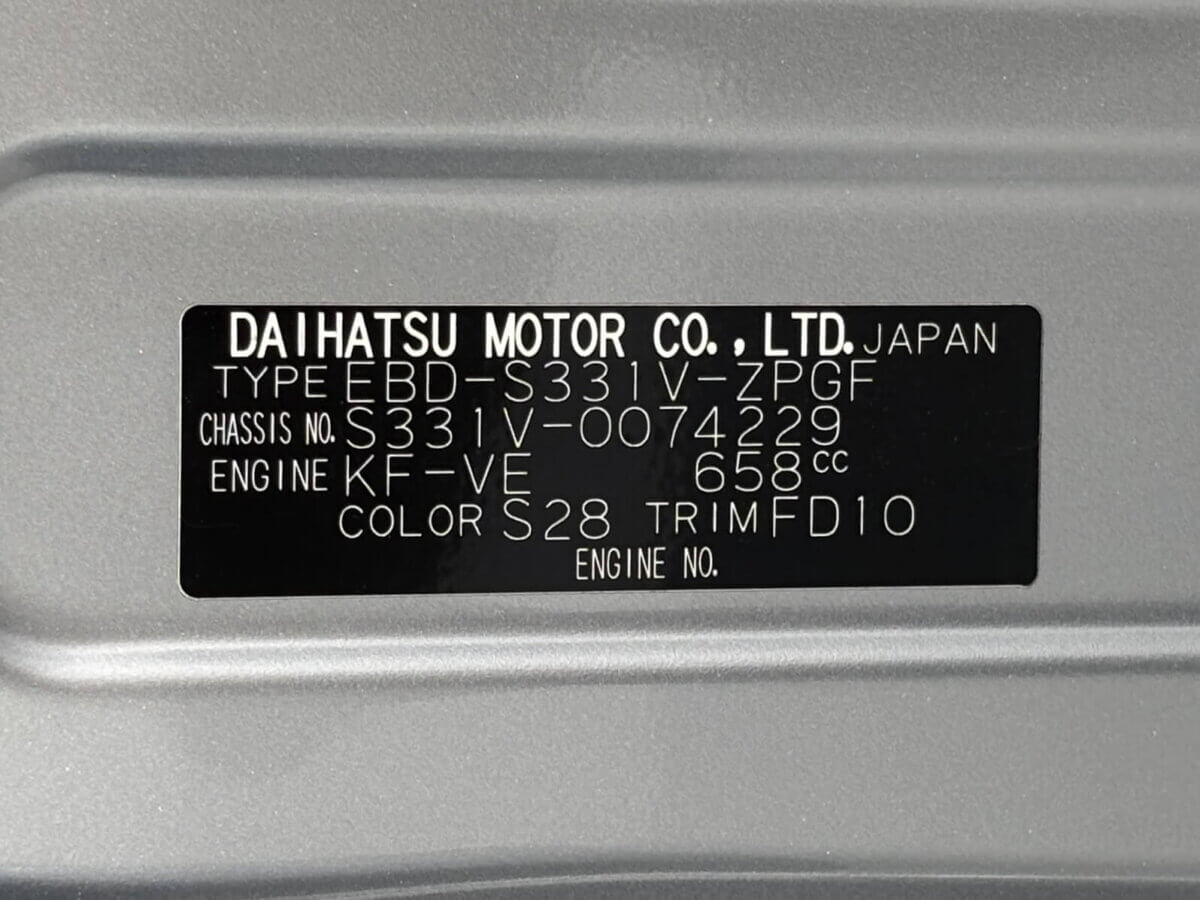 DAIHATSU MOTOR CO., LTD. JAPAN
TYPE EBD-S331V-ZPGF
CHASSIS NO. S331V-0074229
ENGINE KF-VE 658cc
COLOR S28 TRIM FD10
ENGINE NO.